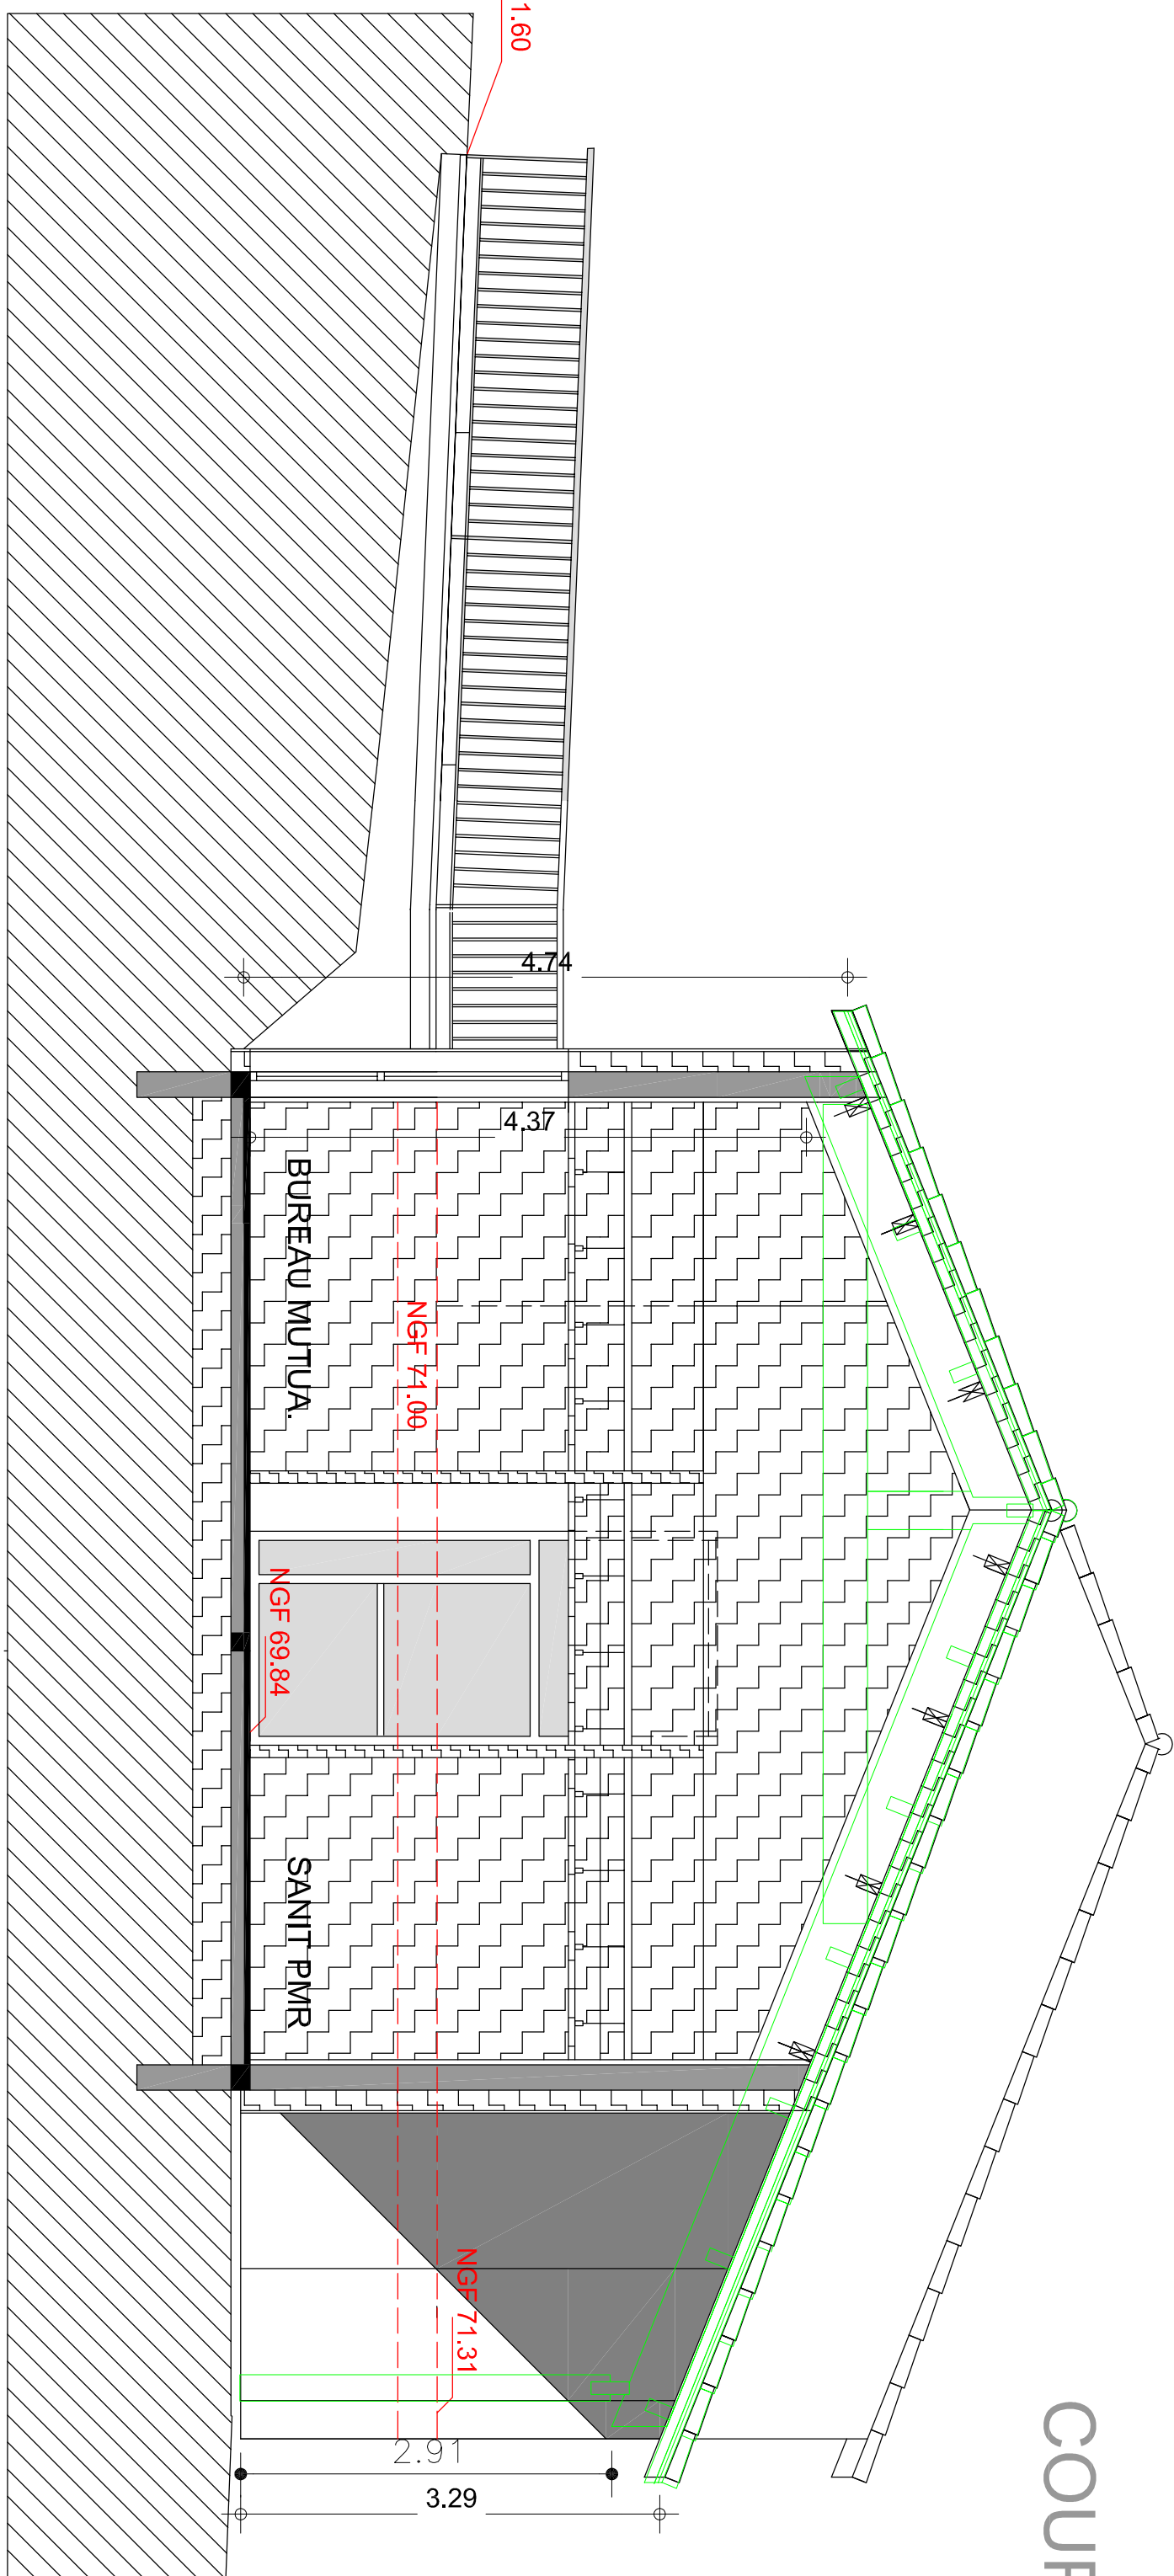 1.60
4.74
4.37
BUREAU MUTUA.
NGF 71.00
NGF 69.84
SANIT PMR
NGF 71.31
2.91
3.29